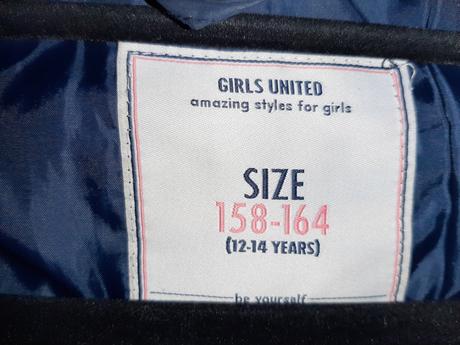 GIRLS UNITED
amazing styles for girls
SIZE
158-164
(12-14 YEARS)
be yourself